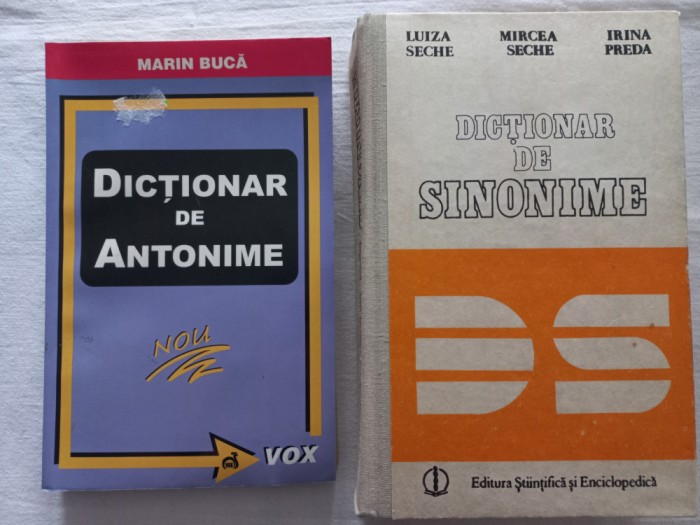 MARIN BUCĂ
DICȚIONAR
DE
ANTONIME
NOU
VOX
LUIZA MIRCEA IRINA
SECHE SECHE PREDA
DICȚIONAR
DE
SINONIME
DS
Editura Științifică și Enciclopedică